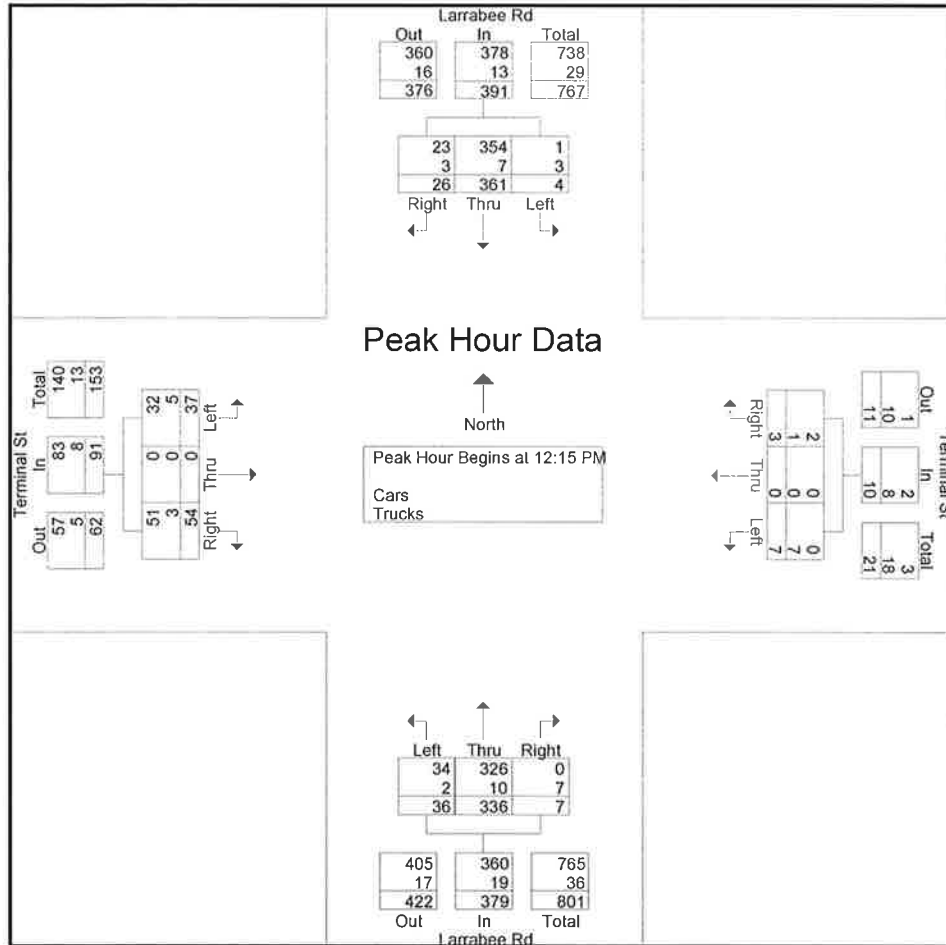 Larrabee Rd
Out In Total
360 378 738
16 13 29
376 391 767
23 354 1
3 7 3
26 361 4
Right Thru Left
Peak Hour Data
North
Peak Hour Begins at 12:15 PM
Cars
Trucks
Terminal St
Total In Out
140 83 57
13 8 5
153 91 62
Left Thru Right
32 0 51
5 0 3
37 0 54
Right Thru Left
2 0 0
1 0 7
3 0 7
Terminal St
Out In Total
1 2 3
10 8 18
11 10 21
Left Thru Right
34 326 0
2 10 7
36 336 7
405 360 765
17 19 36
422 379 801
Out In Total
Larrabee Rd